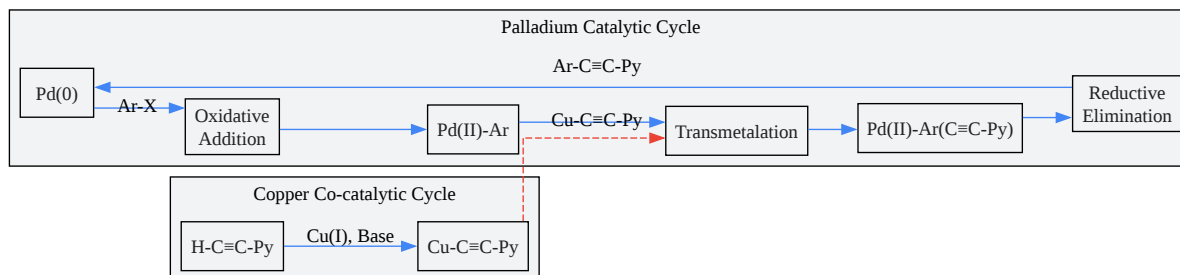 Palladium Catalytic Cycle
Ar-C≡C-Py
Pd(0)
Ar-X
Oxidative
Addition
Pd(II)-Ar
Cu-C≡C-Py
Transmetalation
Pd(II)-Ar(C≡C-Py)
Reductive
Elimination
Copper Co-catalytic Cycle
H-C≡C-Py
Cu(I), Base
Cu-C≡C-Py